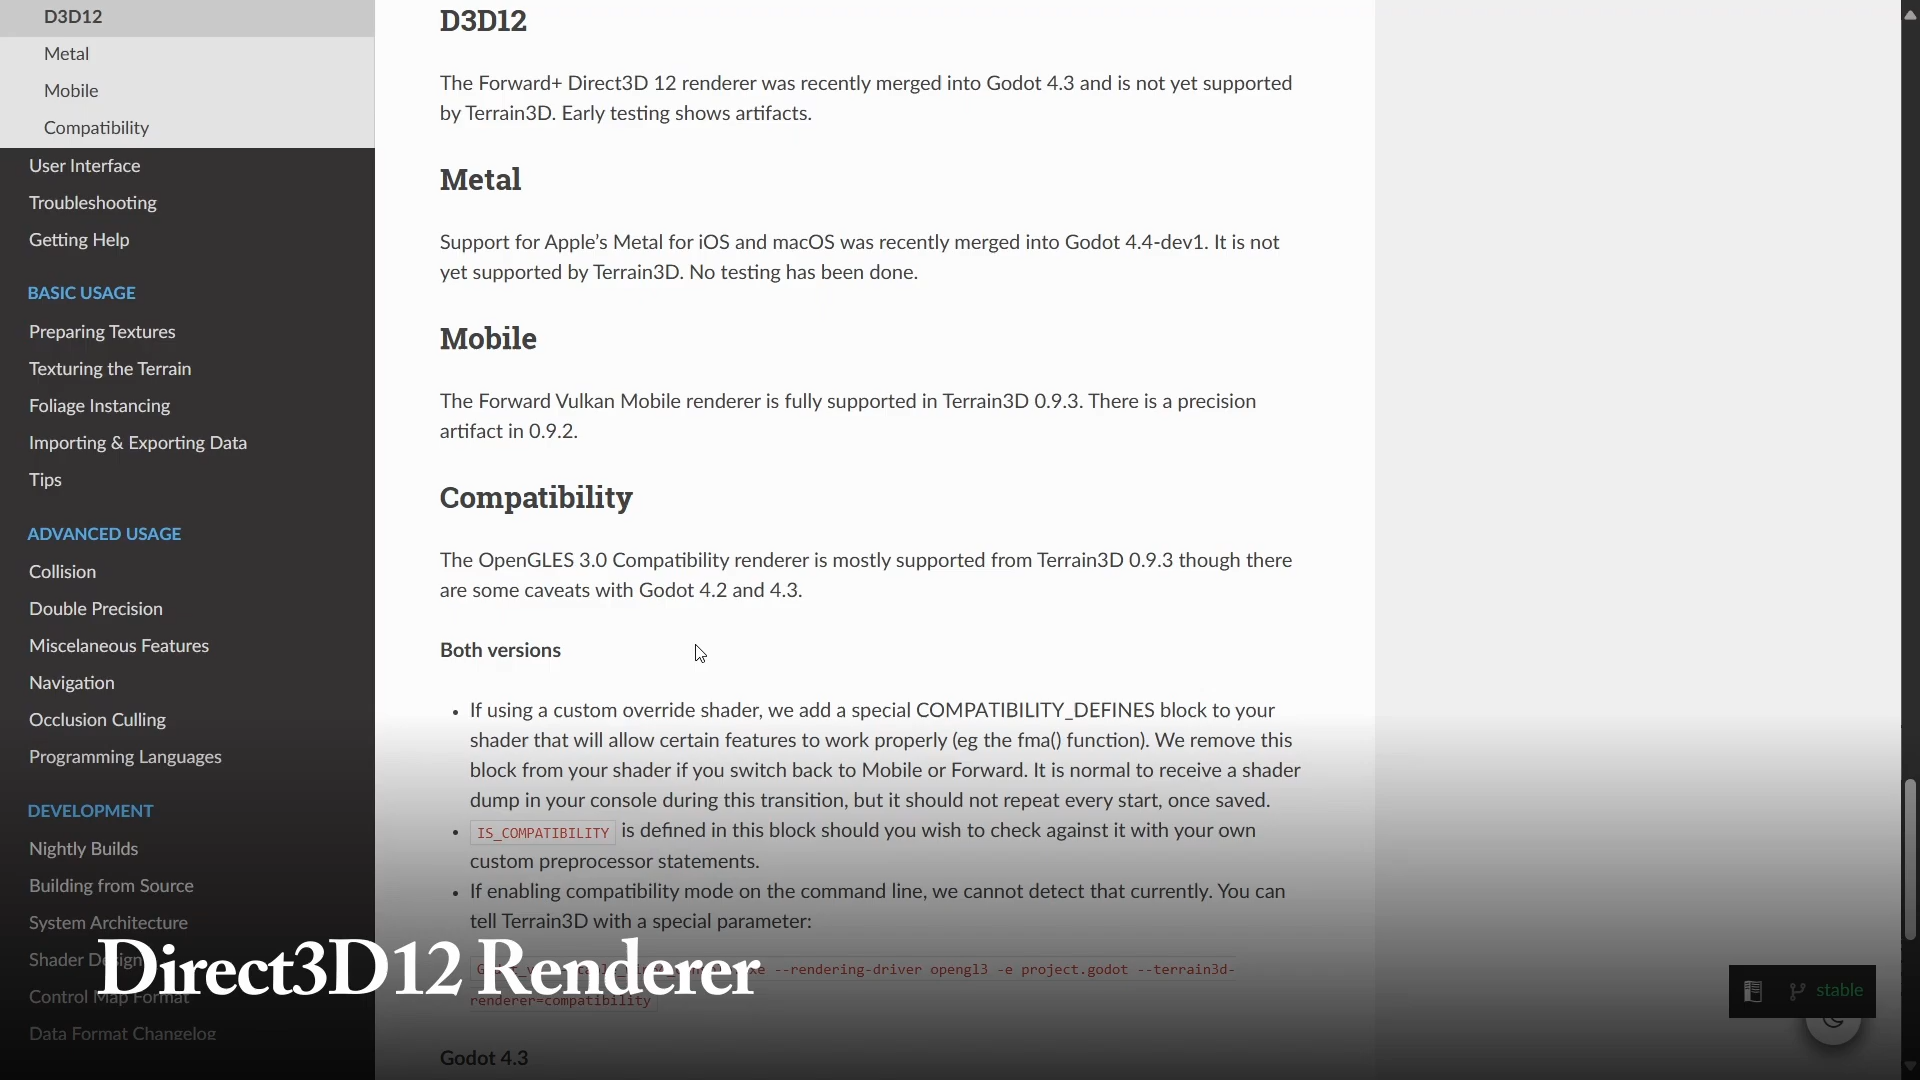 D3D12
Metal
Mobile
Compatibility
User Interface
Troubleshooting
Getting Help
BASIC USAGE
Preparing Textures
Texturing the Terrain
Foliage Instancing
Importing & Exporting Data
Tips
ADVANCED USAGE
Collision
Double Precision
Miscelaneous Features
Navigation
Occlusion Culling
Programming Languages
DEVELOPMENT
Nightly Builds
Building from Source
System Architecture
Shader Design
Control Map Format
Data Format Changelog
D3D12
The Forward+ Direct3D 12 renderer was recently merged into Godot 4.3 and is not yet supported
by Terrain3D. Early testing shows artifacts.
Metal
Support for Apple’s Metal for iOS and macOS was recently merged into Godot 4.4-dev1. It is not
yet supported by Terrain3D. No testing has been done.
Mobile
The Forward Vulkan Mobile renderer is fully supported in Terrain3D 0.9.3. There is a precision
artifact in 0.9.2.
Compatibility
The OpenGLES 3.0 Compatibility renderer is mostly supported from Terrain3D 0.9.3 though there
are some caveats with Godot 4.2 and 4.3.
Both versions
• If using a custom override shader, we add a special COMPATIBILITY_DEFINES block to your
shader that will allow certain features to work properly (eg the fma() function). We remove this
block from your shader if you switch back to Mobile or Forward. It is normal to receive a shader
dump in your console during this transition, but it should not repeat every start, once saved.
• IS_COMPATIBILITY is defined in this block should you wish to check against it with your own
custom preprocessor statements.
• If enabling compatibility mode on the command line, we cannot detect that currently. You can
tell Terrain3D with a special parameter:
--rendering-driver opengl3 -e project.godot --terrain3d-
renderer=compatibility
Godot 4.3
Direct3D12 Renderer
stable